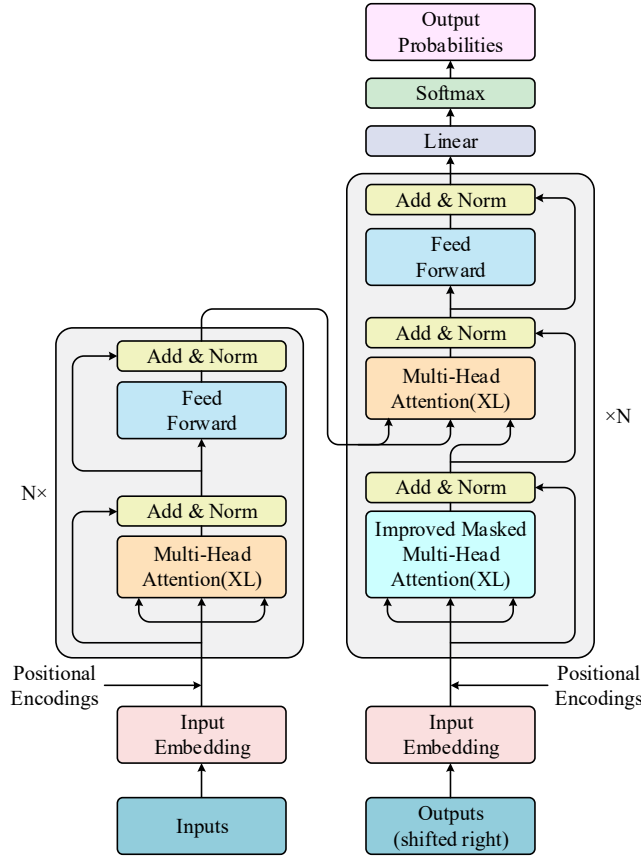 Output
Probabilities
Softmax
Linear
Add & Norm
Feed
Forward
Add & Norm
Multi-Head
Attention(XL)
×N
Add & Norm
Improved Masked
Multi-Head
Attention(XL)
Positional
Encodings
Input
Embedding
Outputs
(shifted right)
Add & Norm
Feed
Forward
N×
Add & Norm
Multi-Head
Attention(XL)
Positional
Encodings
Input
Embedding
Inputs